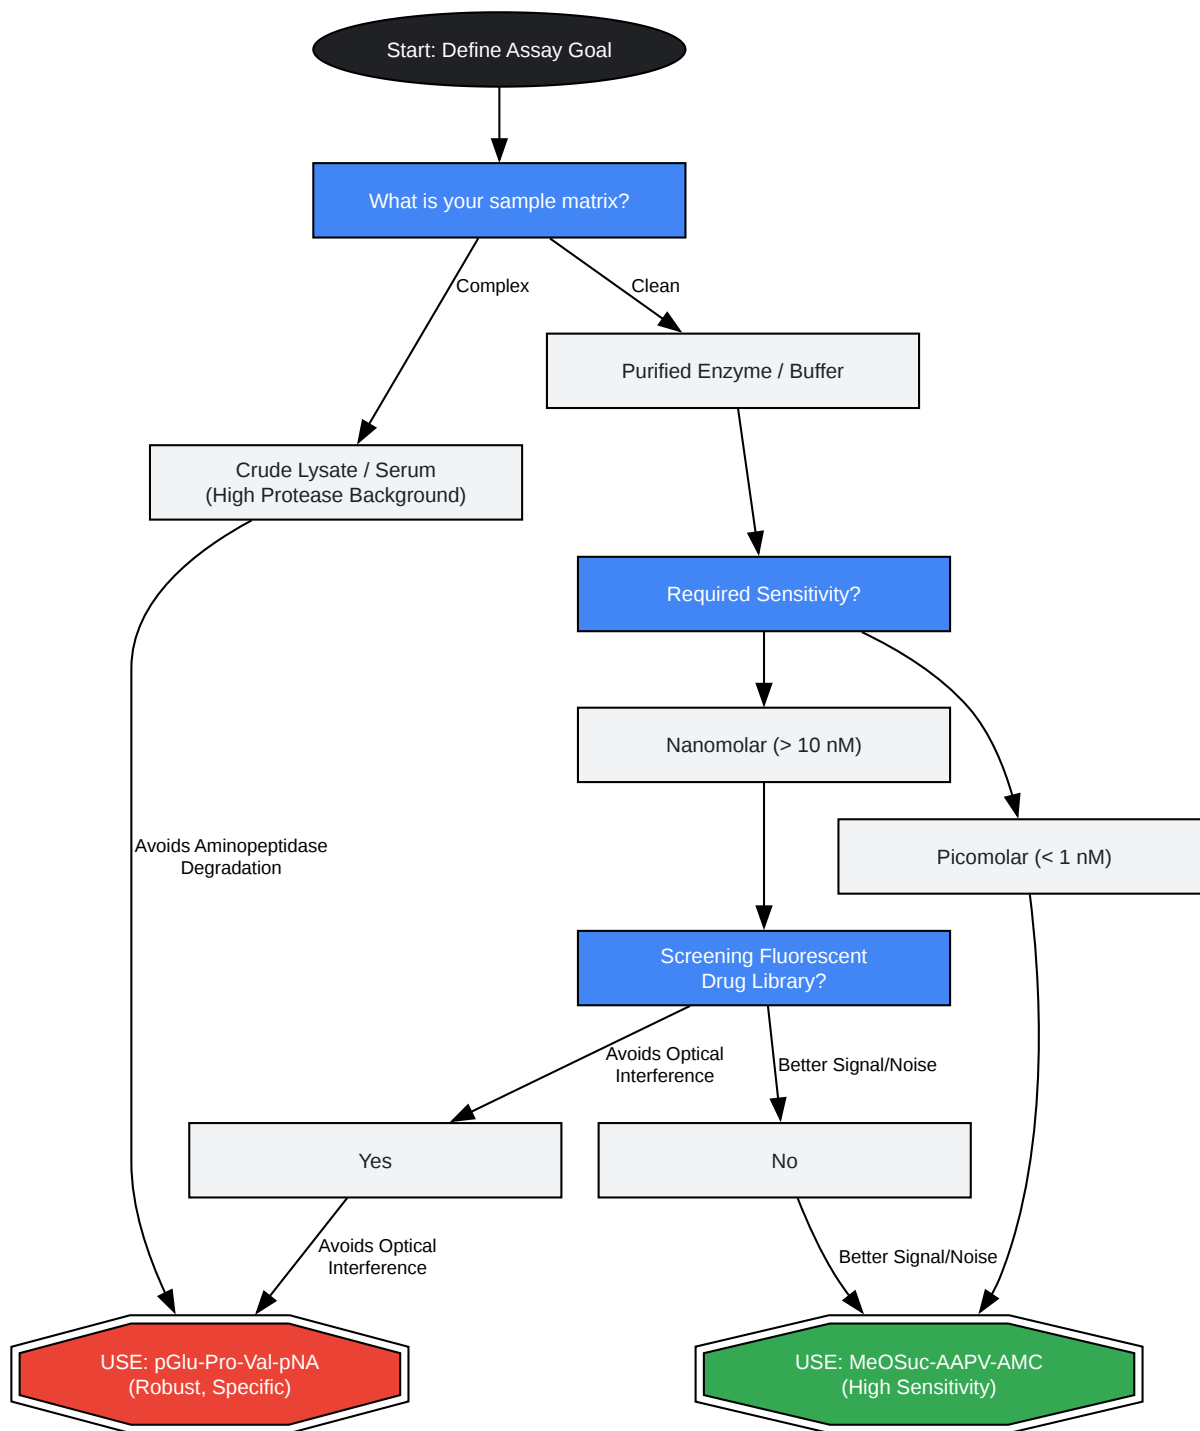 Start: Define Assay Goal
What is your sample matrix?
Complex
Clean
Purified Enzyme / Buffer
Crude Lysate / Serum
(High Protease Background)
Required Sensitivity?
Nanomolar (> 10 nM)
Avoids Aminopeptidase
Degradation
Picomolar (< 1 nM)
Screening Fluorescent
Drug Library?
Avoids Optical
Interference
Better Signal/Noise
Yes
No
Avoids Optical
Interference
Better Signal/Noise
USE: pGlu-Pro-Val-pNA
(Robust, Specific)
USE: MeOSuc-AAPV-AMC
(High Sensitivity)